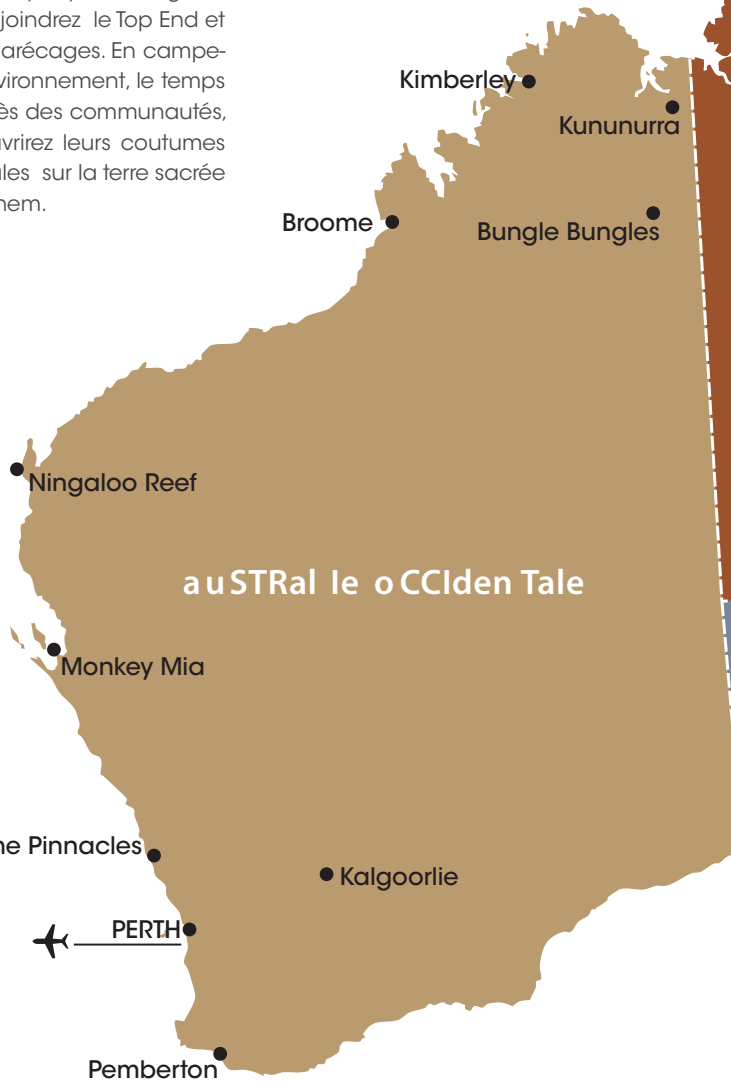 joindrez le Top End et
arécages. En campe-
vironnement, le temps
ès des communautés,
vrirez leurs coutumes
les sur la terre sacrée
nem.
Kimberley
Kununurra
Broome
Bungle Bungles
Ningaloo Reef
auSTRal Ie oCCIden Tale
Monkey Mia
ne Pinnacles
Kalgoorlie
PERTH
Pemberton